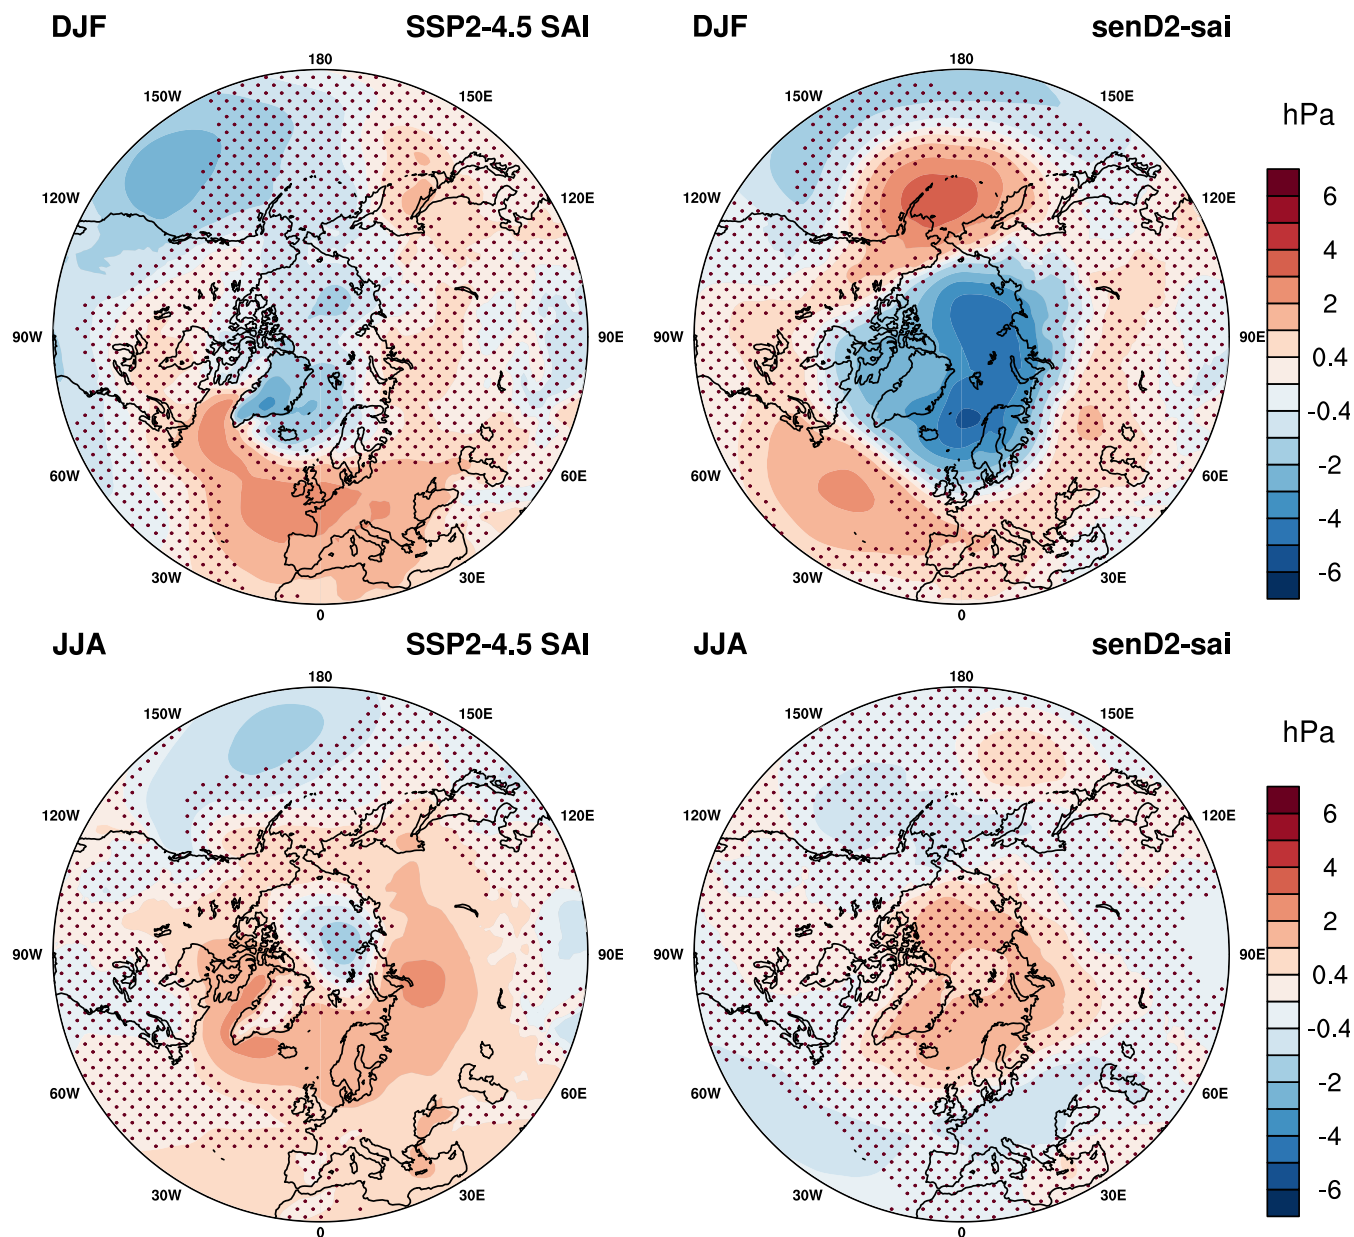 DJF SSP2-4.5 SAI DJF senD2-sai
180 180
150W 150E 150W 150E hPa
120W 120E 120W 120E 6
4
2
90W 90E 90W 90E 0.4
-0.4
60W 60E 60W 60E -2
-4
30W 30E 30W 30E -6
0 0
JJA SSP2-4.5 SAI JJA senD2-sai
180 180
150W 150E 150W 150E hPa
120W 120E 120W 120E 6
4
2
90W 90E 90W 90E 0.4
-0.4
60W 60E 60W 60E -2
-4
30W 30E 30W 30E -6
0 0